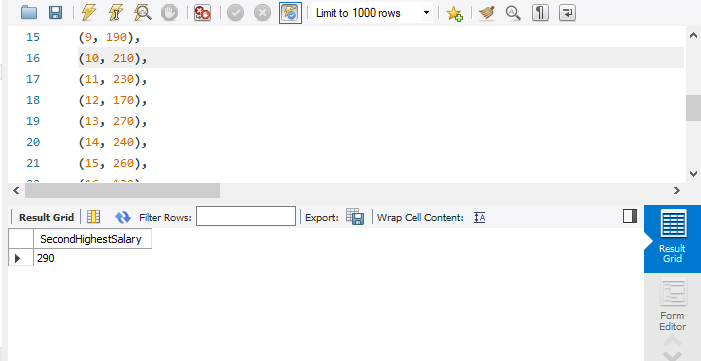 Limit to 1000 rows
15 (9, 190),
16 (10, 210),
17 (11, 230),
18 (12, 170),
19 (13, 270),
20 (14, 240),
21 (15, 260),
Result Grid Filter Rows: Export: Wrap Cell Content: IA
SecondHighestSalary
290
Result
Grid
Form
Editor